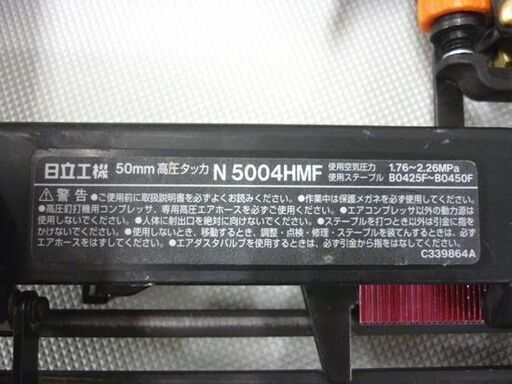 日立工機 50mm 高圧タッカ N 5004HMF 使用空気圧力 1.76~2.26MPa
使用ステープル BO425F~BO450F
⚠警告 ●ご使用前に取扱説明書を必ずよくお読みください。●作業中は保護メガネを必ず使用してください。
●高圧釘打機用コンプレッサ、専用高圧エアホースを必ずご使用ください。●エアコンプレッサ以外の動力源は
使用しないでください。●人体に射出口を絶対に向けないでください。●ステープルを打つとき以外は引金に指を
かけないでください。●使用しないとき、移動するとき、調整・点検・修理・ステープルを装てんするときは、必ず
エアホースをはずします。●エアダスタバルブを使用するときは、必ず引金から指をはなしてください。
C339864A